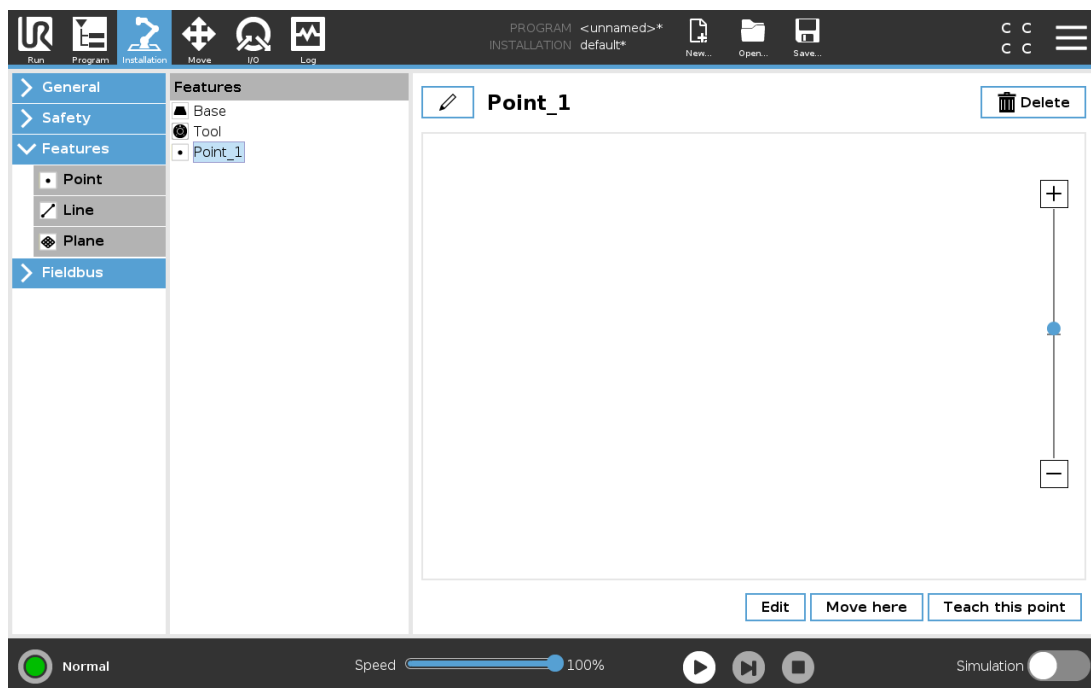 PROGRAM <unnamed>*
INSTALLATION default*
Run Program Installation Move I/O Log New... Open... Save...
C C
C C
General
Safety
Features
Point
Line
Plane
Fieldbus
Features
Base
Tool
Point_1
Point_1
Delete
Edit Move here Teach this point
Normal
Speed 100%
Simulation